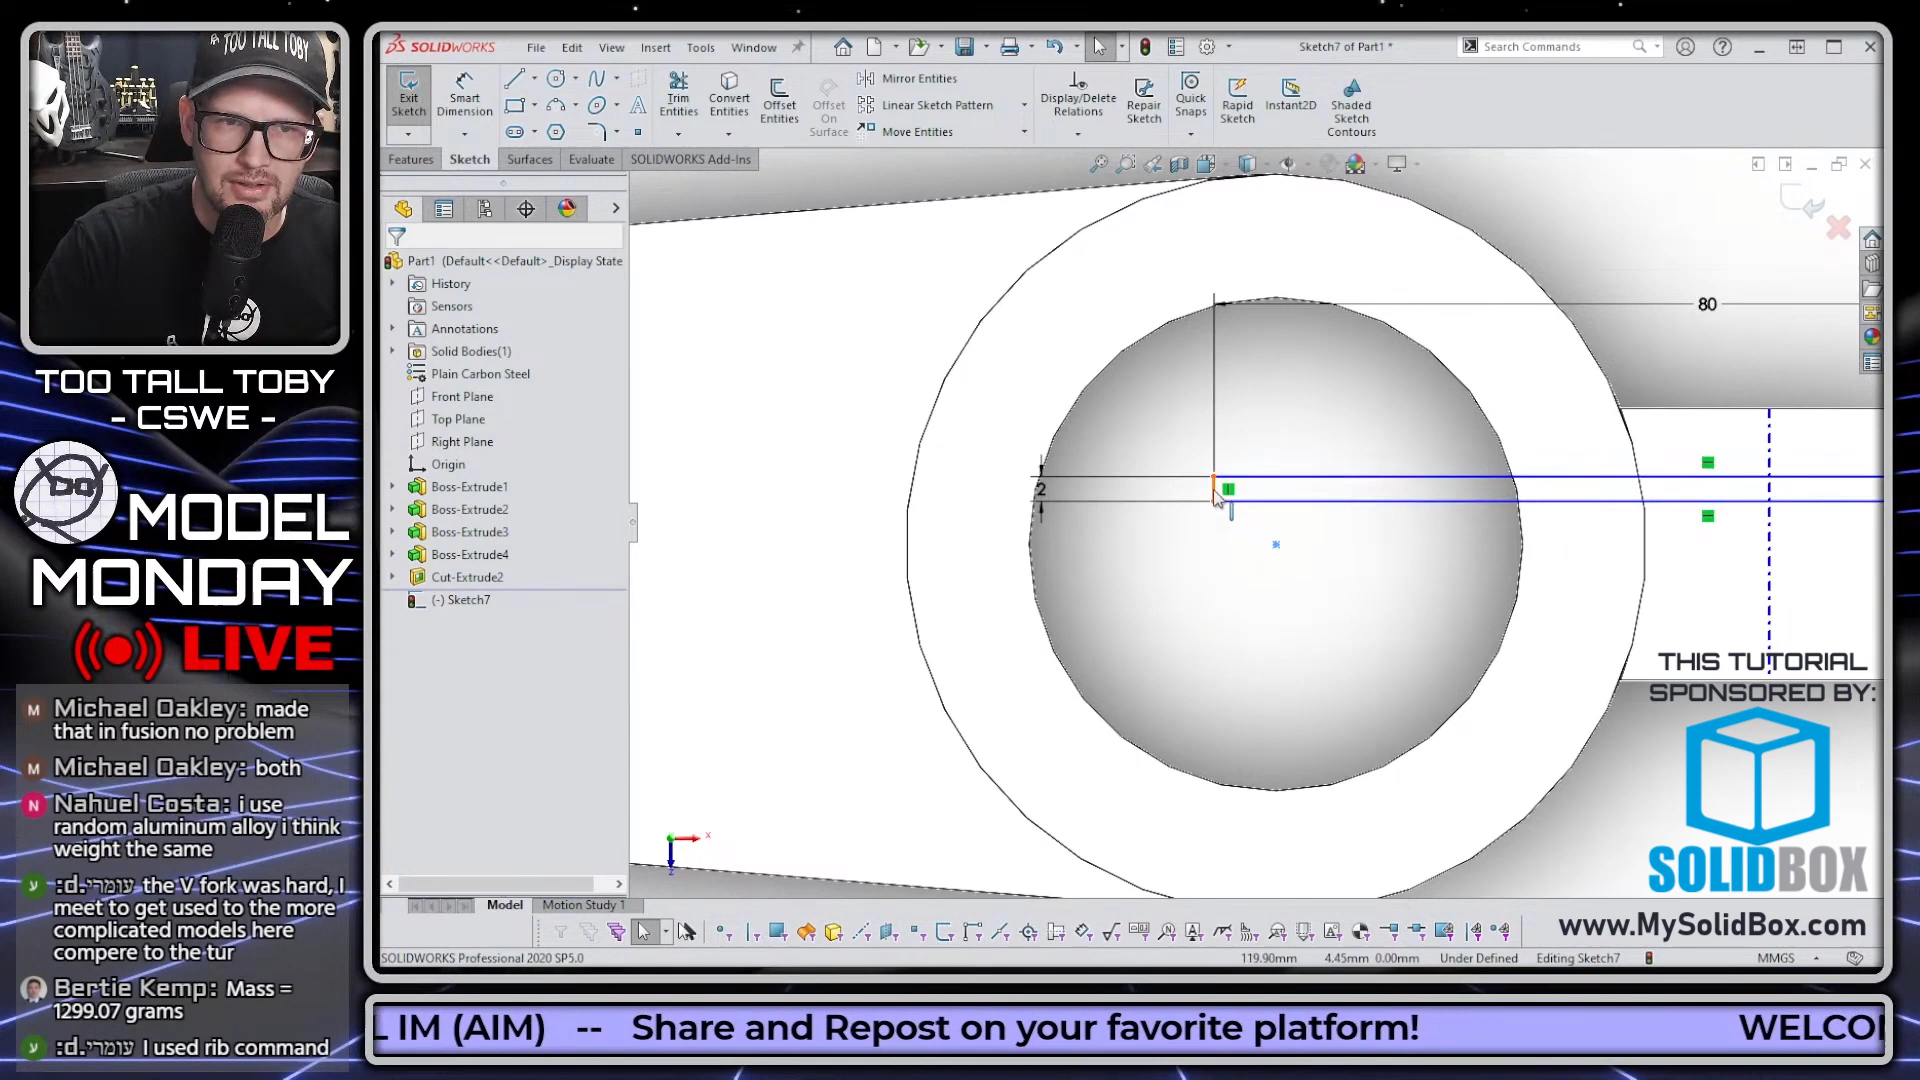 TOO TALL TOBY
TOO TALL TOBY
- CSWE -
MODEL
MONDAY
LIVE
Michael Oakley: made
that in fusion no problem
Michael Oakley: both
Nahuel Costa: i use
random aluminum alloy i think
weight the same
עומרי.d: the V fork was hard, I
meet to get used to the more
complicated models here
compere to the tur
Bertie Kemp: Mass =
1299.07 grams
עומרי.d: I used rib command
SOLIDWORKS
File
Edit
View
Insert
Tools
Window
Sketch7 of Part1 *
Search Commands
Exit
Sketch
Smart
Dimension
Trim
Entities
Convert
Entities
Offset
Entities
Offset
On
Surface
Mirror Entities
Linear Sketch Pattern
Move Entities
Display/Delete
Relations
Repair
Sketch
Quick
Snaps
Rapid
Sketch
Instant2D
Shaded
Sketch
Contours
Features
Sketch
Surfaces
Evaluate
SOLIDWORKS Add-Ins
Part1 (Default<<Default>_Display State
History
Sensors
Annotations
Solid Bodies(1)
Plain Carbon Steel
Front Plane
Top Plane
Right Plane
Origin
Boss-Extrude1
Boss-Extrude2
Boss-Extrude3
Boss-Extrude4
Cut-Extrude2
(-) Sketch7
80
2
x
z
Model
Motion Study 1
SOLIDWORKS Professional 2020 SP5.0
119.90mm
4.45mm 0.00mm
Under Defined
Editing Sketch7
MMGS
THIS TUTORIAL
SPONSORED BY:
SOLIDBOX
www.MySolidBox.com
L IM (AIM) -- Share and Repost on your favorite platform! WELCO